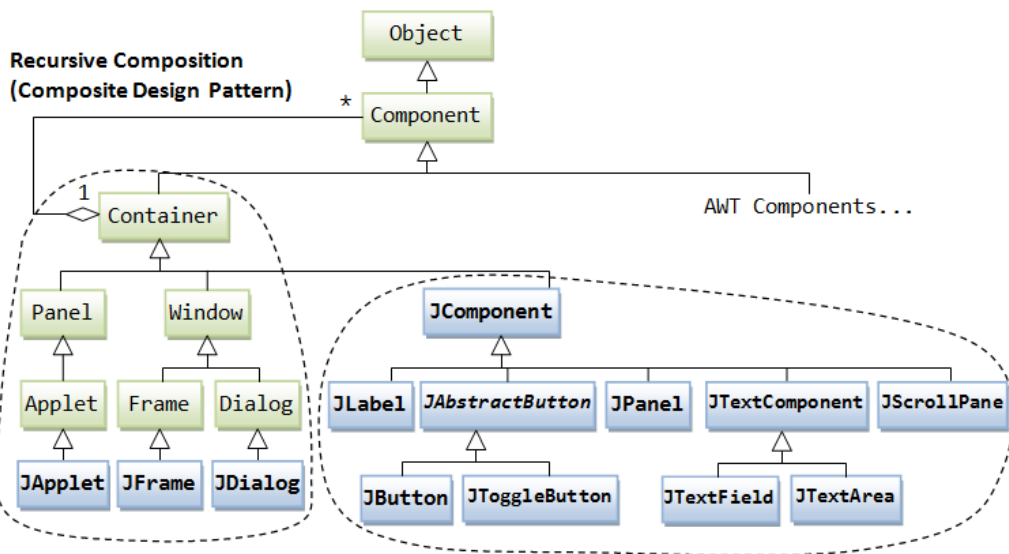 Object
Recursive Composition
(Composite Design Pattern)
*
Component
1
Container
AWT Components...
Panel
Window
JComponent
Applet
Frame
Dialog
JLabel
JAbstractButton
JPanel
JTextComponent
JScrollPane
JApplet
JFrame
JDialog
JButton
JToggleButton
JTextField
JTextArea